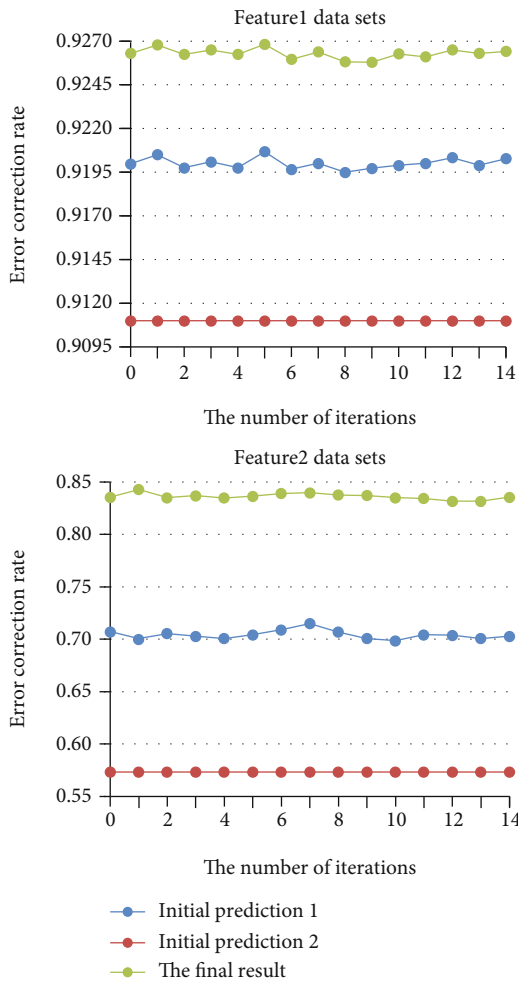 Feature1 data sets
Error correction rate
0.9270
0.9245
0.9220
0.9195
0.9170
0.9145
0.9120
0.9095
0 2 4 6 8 10 12 14
The number of iterations
Feature2 data sets
Error correction rate
0.85
0.80
0.75
0.70
0.65
0.60
0.55
0 2 4 6 8 10 12 14
The number of iterations
Initial prediction 1
Initial prediction 2
The final result